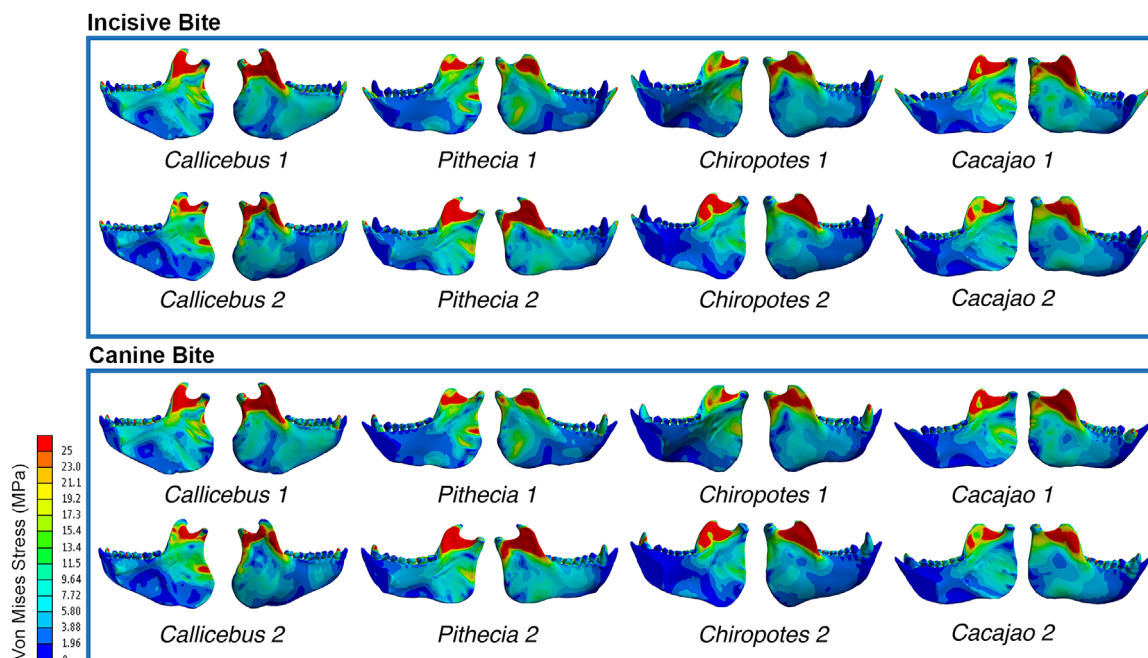 Incisive Bite
Callicebus 1 Pithecia 1 Chiropotes 1 Cacajao 1
Callicebus 2 Pithecia 2 Chiropotes 2 Cacajao 2
Canine Bite
Callicebus 1 Pithecia 1 Chiropotes 1 Cacajao 1
Callicebus 2 Pithecia 2 Chiropotes 2 Cacajao 2
Von Mises Stress (MPa)
25
23.0
21.1
19.2
17.3
15.4
13.4
11.5
9.64
7.72
5.80
3.88
1.96